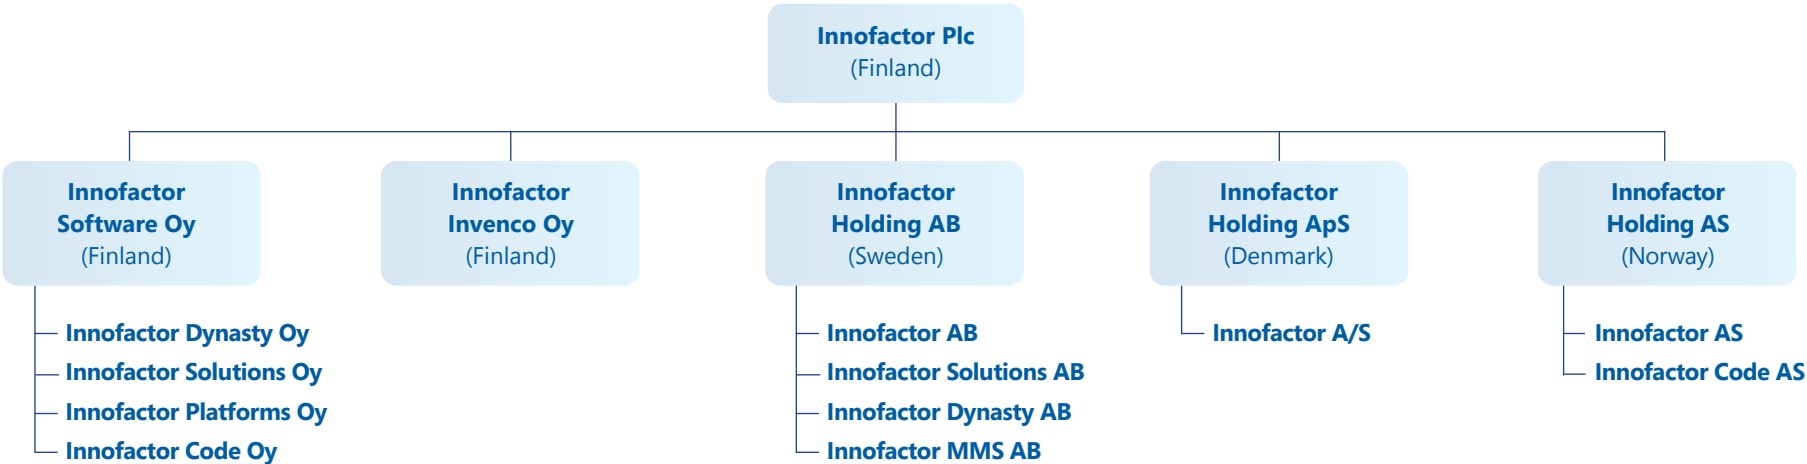 Innofactor Plc
(Finland)
Innofactor
Software Oy
(Finland)
Innofactor Dynasty Oy
Innofactor Solutions Oy
Innofactor Platforms Oy
Innofactor Code Oy
Innofactor
Invenco Oy
(Finland)
Innofactor
Holding AB
(Sweden)
Innofactor AB
Innofactor Solutions AB
Innofactor Dynasty AB
Innofactor MMS AB
Innofactor
Holding ApS
(Denmark)
Innofactor A/S
Innofactor
Holding AS
(Norway)
Innofactor AS
Innofactor Code AS